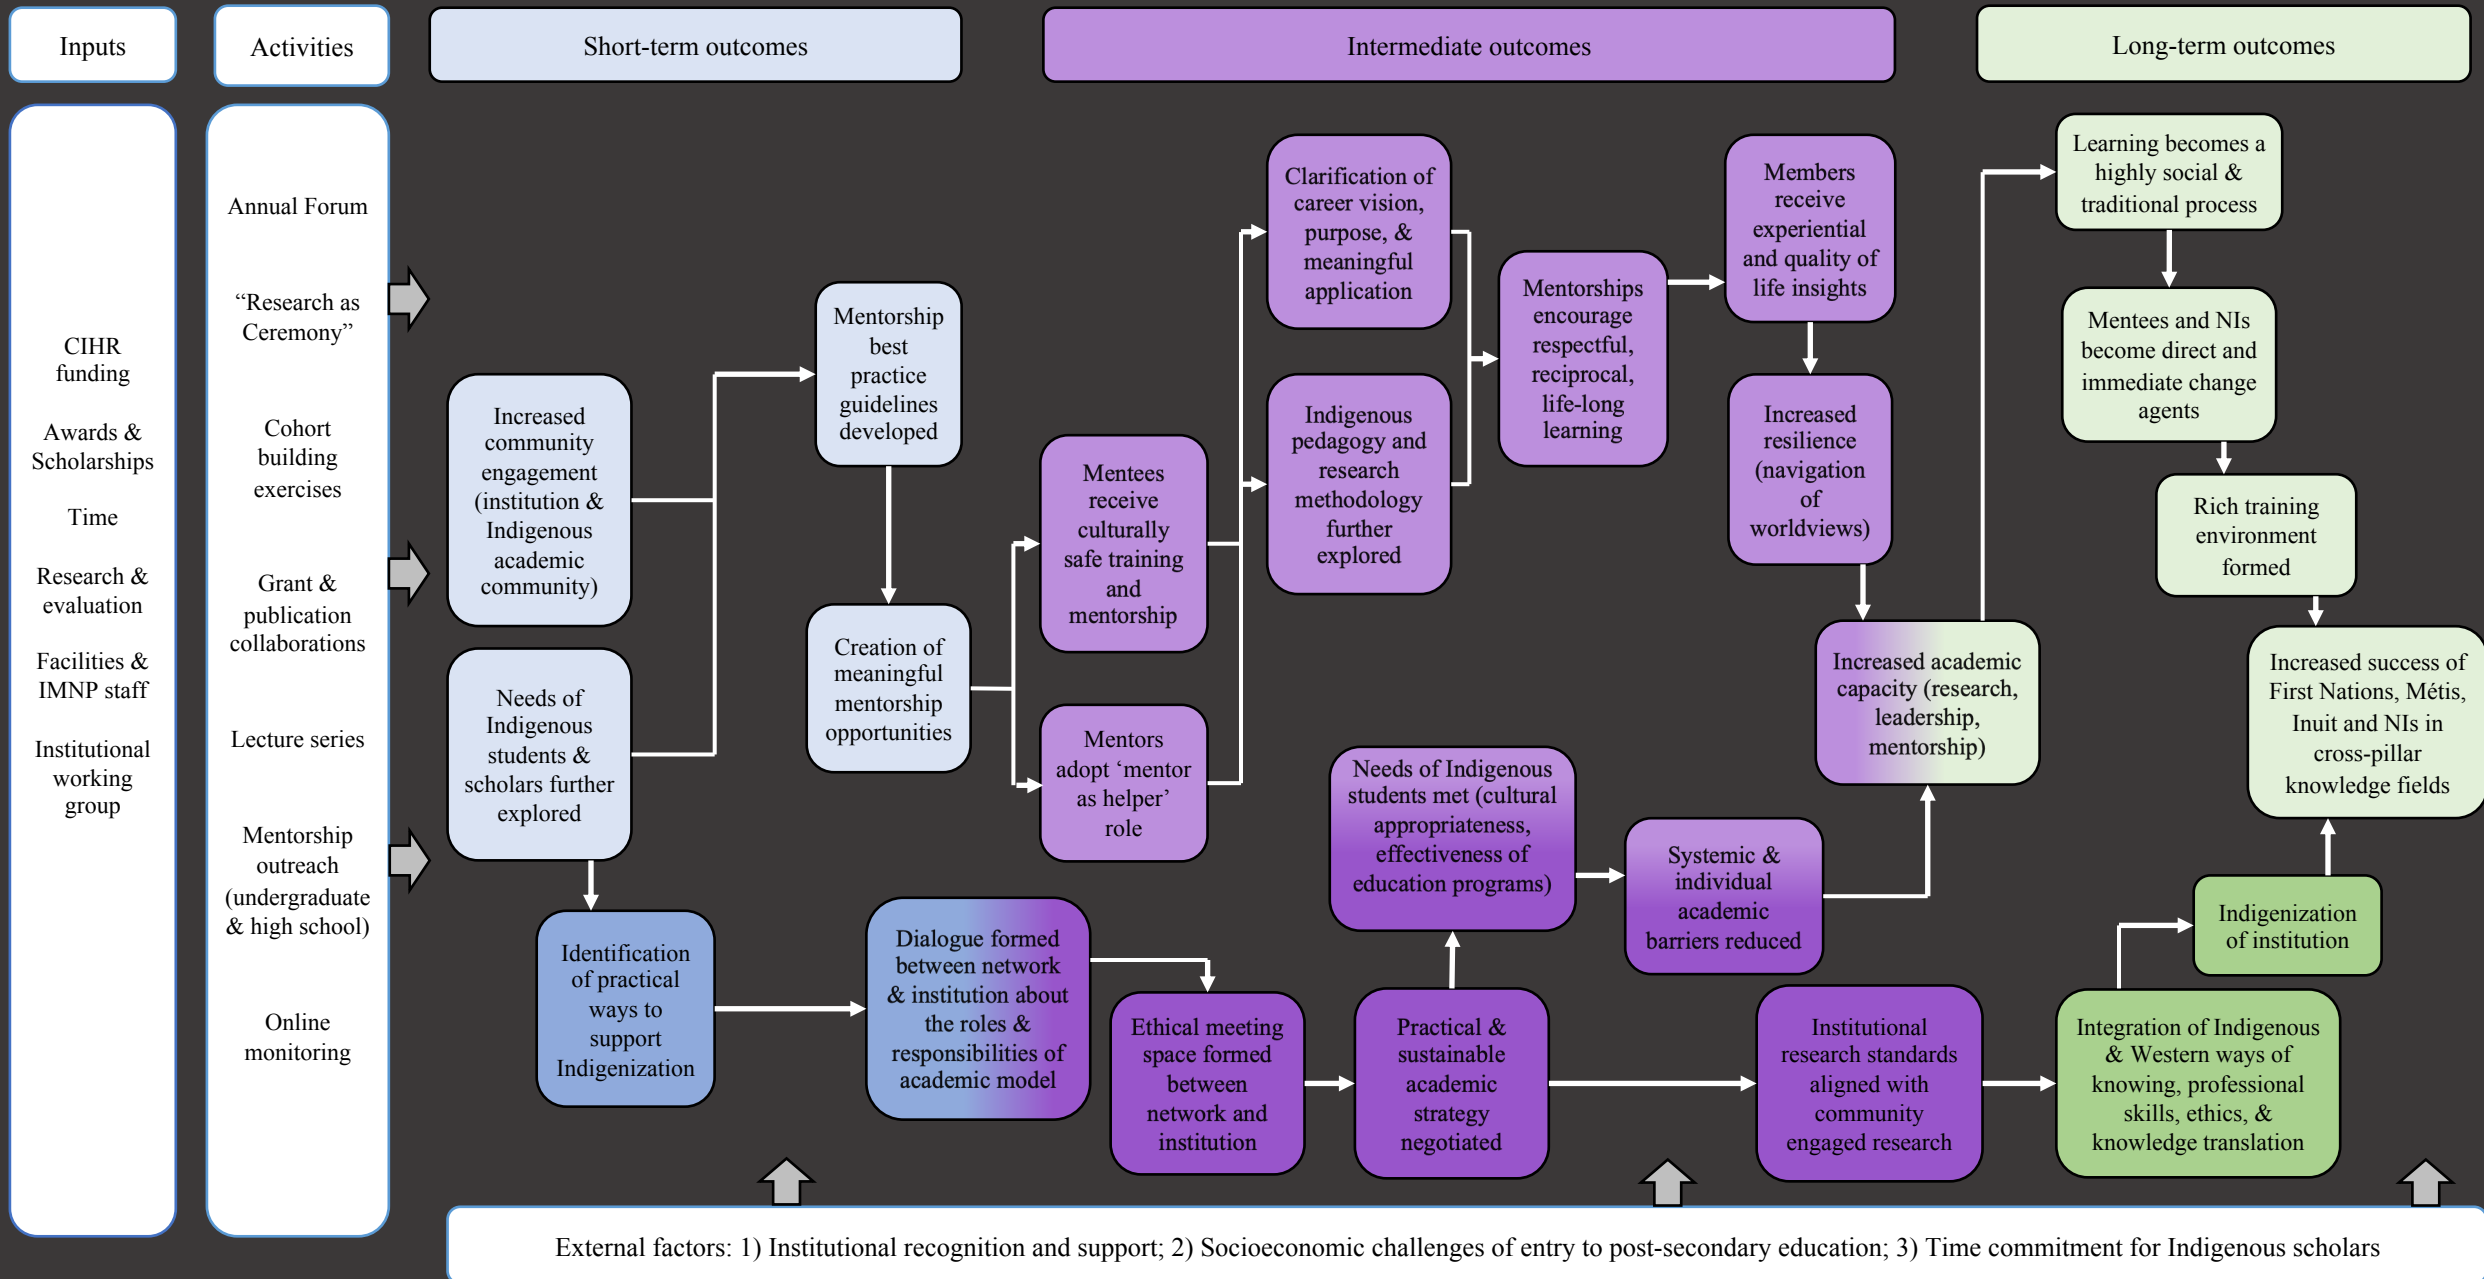 Inputs
Activities
Short-term outcomes
Intermediate outcomes
Long-term outcomes
CIHR
funding
Awards &
Scholarships
Time
Research &
evaluation
Facilities &
IMNP staff
Institutional
working
group
Annual Forum
“Research as
Ceremony”
Cohort
building
exercises
Grant &
publication
collaborations
Lecture series
Mentorship
outreach
(undergraduate
& high school)
Online
monitoring
Increased
community
engagement
(institution &
Indigenous
academic
community)
Needs of
Indigenous
students &
scholars further
explored
Identification
of practical
ways to
support
Indigenization
Mentorship
best
practice
guidelines
developed
Creation of
meaningful
mentorship
opportunities
Dialogue formed
between network
& institution about
the roles &
responsibilities of
academic model
Mentees
receive
culturally
safe training
and
mentorship
Mentors
adopt ‘mentor
as helper’
role
Ethical meeting
space formed
between
network and
institution
Clarification of
career vision,
purpose, &
meaningful
application
Indigenous
pedagogy and
research
methodology
further
explored
Needs of Indigenous
students met (cultural
appropriateness,
effectiveness of
education programs)
Practical &
sustainable
academic
strategy
negotiated
Mentorships
encourage
respectful,
reciprocal,
life-long
learning
Systemic &
individual
academic
barriers reduced
Members
receive
experiential
and quality of
life insights
Increased
resilience
(navigation
of
worldviews)
Increased academic
capacity (research,
leadership,
mentorship)
Institutional
research standards
aligned with
community
engaged research
Learning becomes a
highly social &
traditional process
Mentees and NIs
become direct and
immediate change
agents
Rich training
environment
formed
Increased success of
First Nations, Métis,
Inuit and NIs in
cross-pillar
knowledge fields
Indigenization
of institution
Integration of Indigenous
& Western ways of
knowing, professional
skills, ethics, &
knowledge translation
External factors: 1) Institutional recognition and support; 2) Socioeconomic challenges of entry to post-secondary education; 3) Time commitment for Indigenous scholars